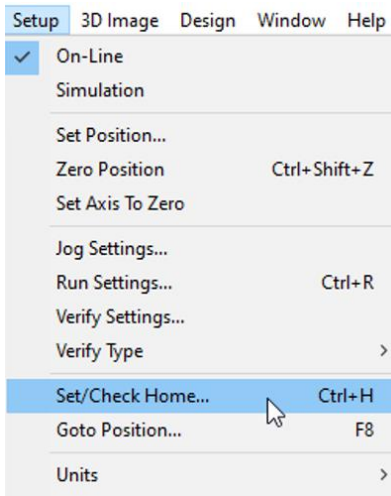 Setup 3D Image Design Window Help
On-Line
Simulation
Set Position...
Zero Position Ctrl+Shift+Z
Set Axis To Zero
Jog Settings...
Run Settings... Ctrl+R
Verify Settings...
Verify Type >
Set/Check Home... Ctrl+H
Goto Position... F8
Units >